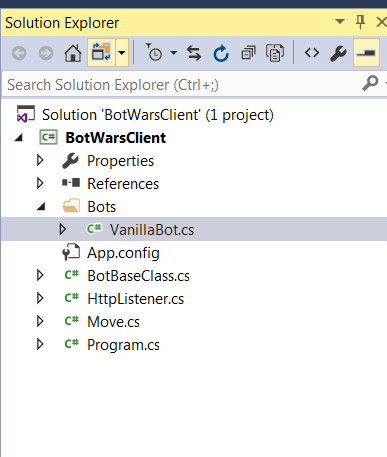 Solution Explorer
Search Solution Explorer (Ctrl+;)
Solution 'BotWarsClient' (1 project)
C# BotWarsClient
Properties
References
Bots
C# VanillaBot.cs
App.config
C# BotBaseClass.cs
C# HttpListener.cs
C# Move.cs
C# Program.cs